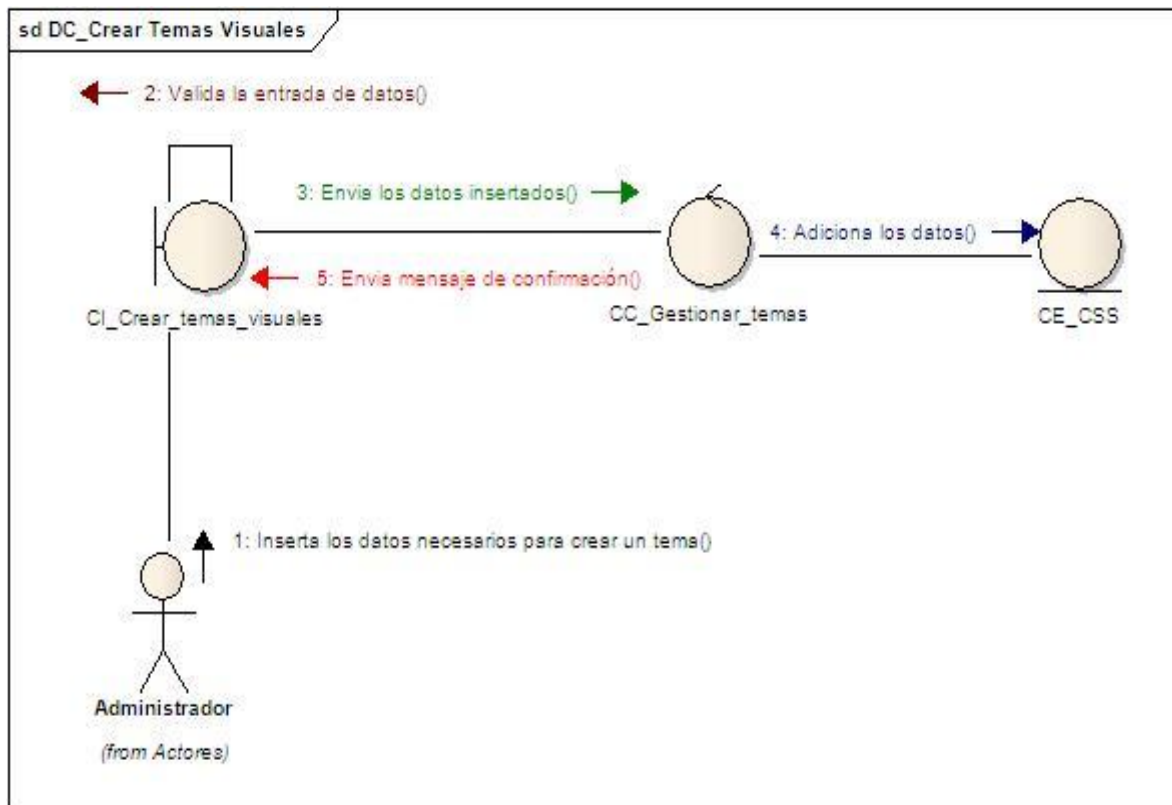 sd DC_Crear Temas Visuales
2: Valida la entrada de datos()
3: Envia los datos insertados()
4: Adiciona los datos()
5: Envia mensaje de confirmación()
CI_Crear_temas_visuales
CC_Gestionar_temas
CE_CSS
1: Inserta los datos necesarios para crear un tema()
Administrador
(from Actores)